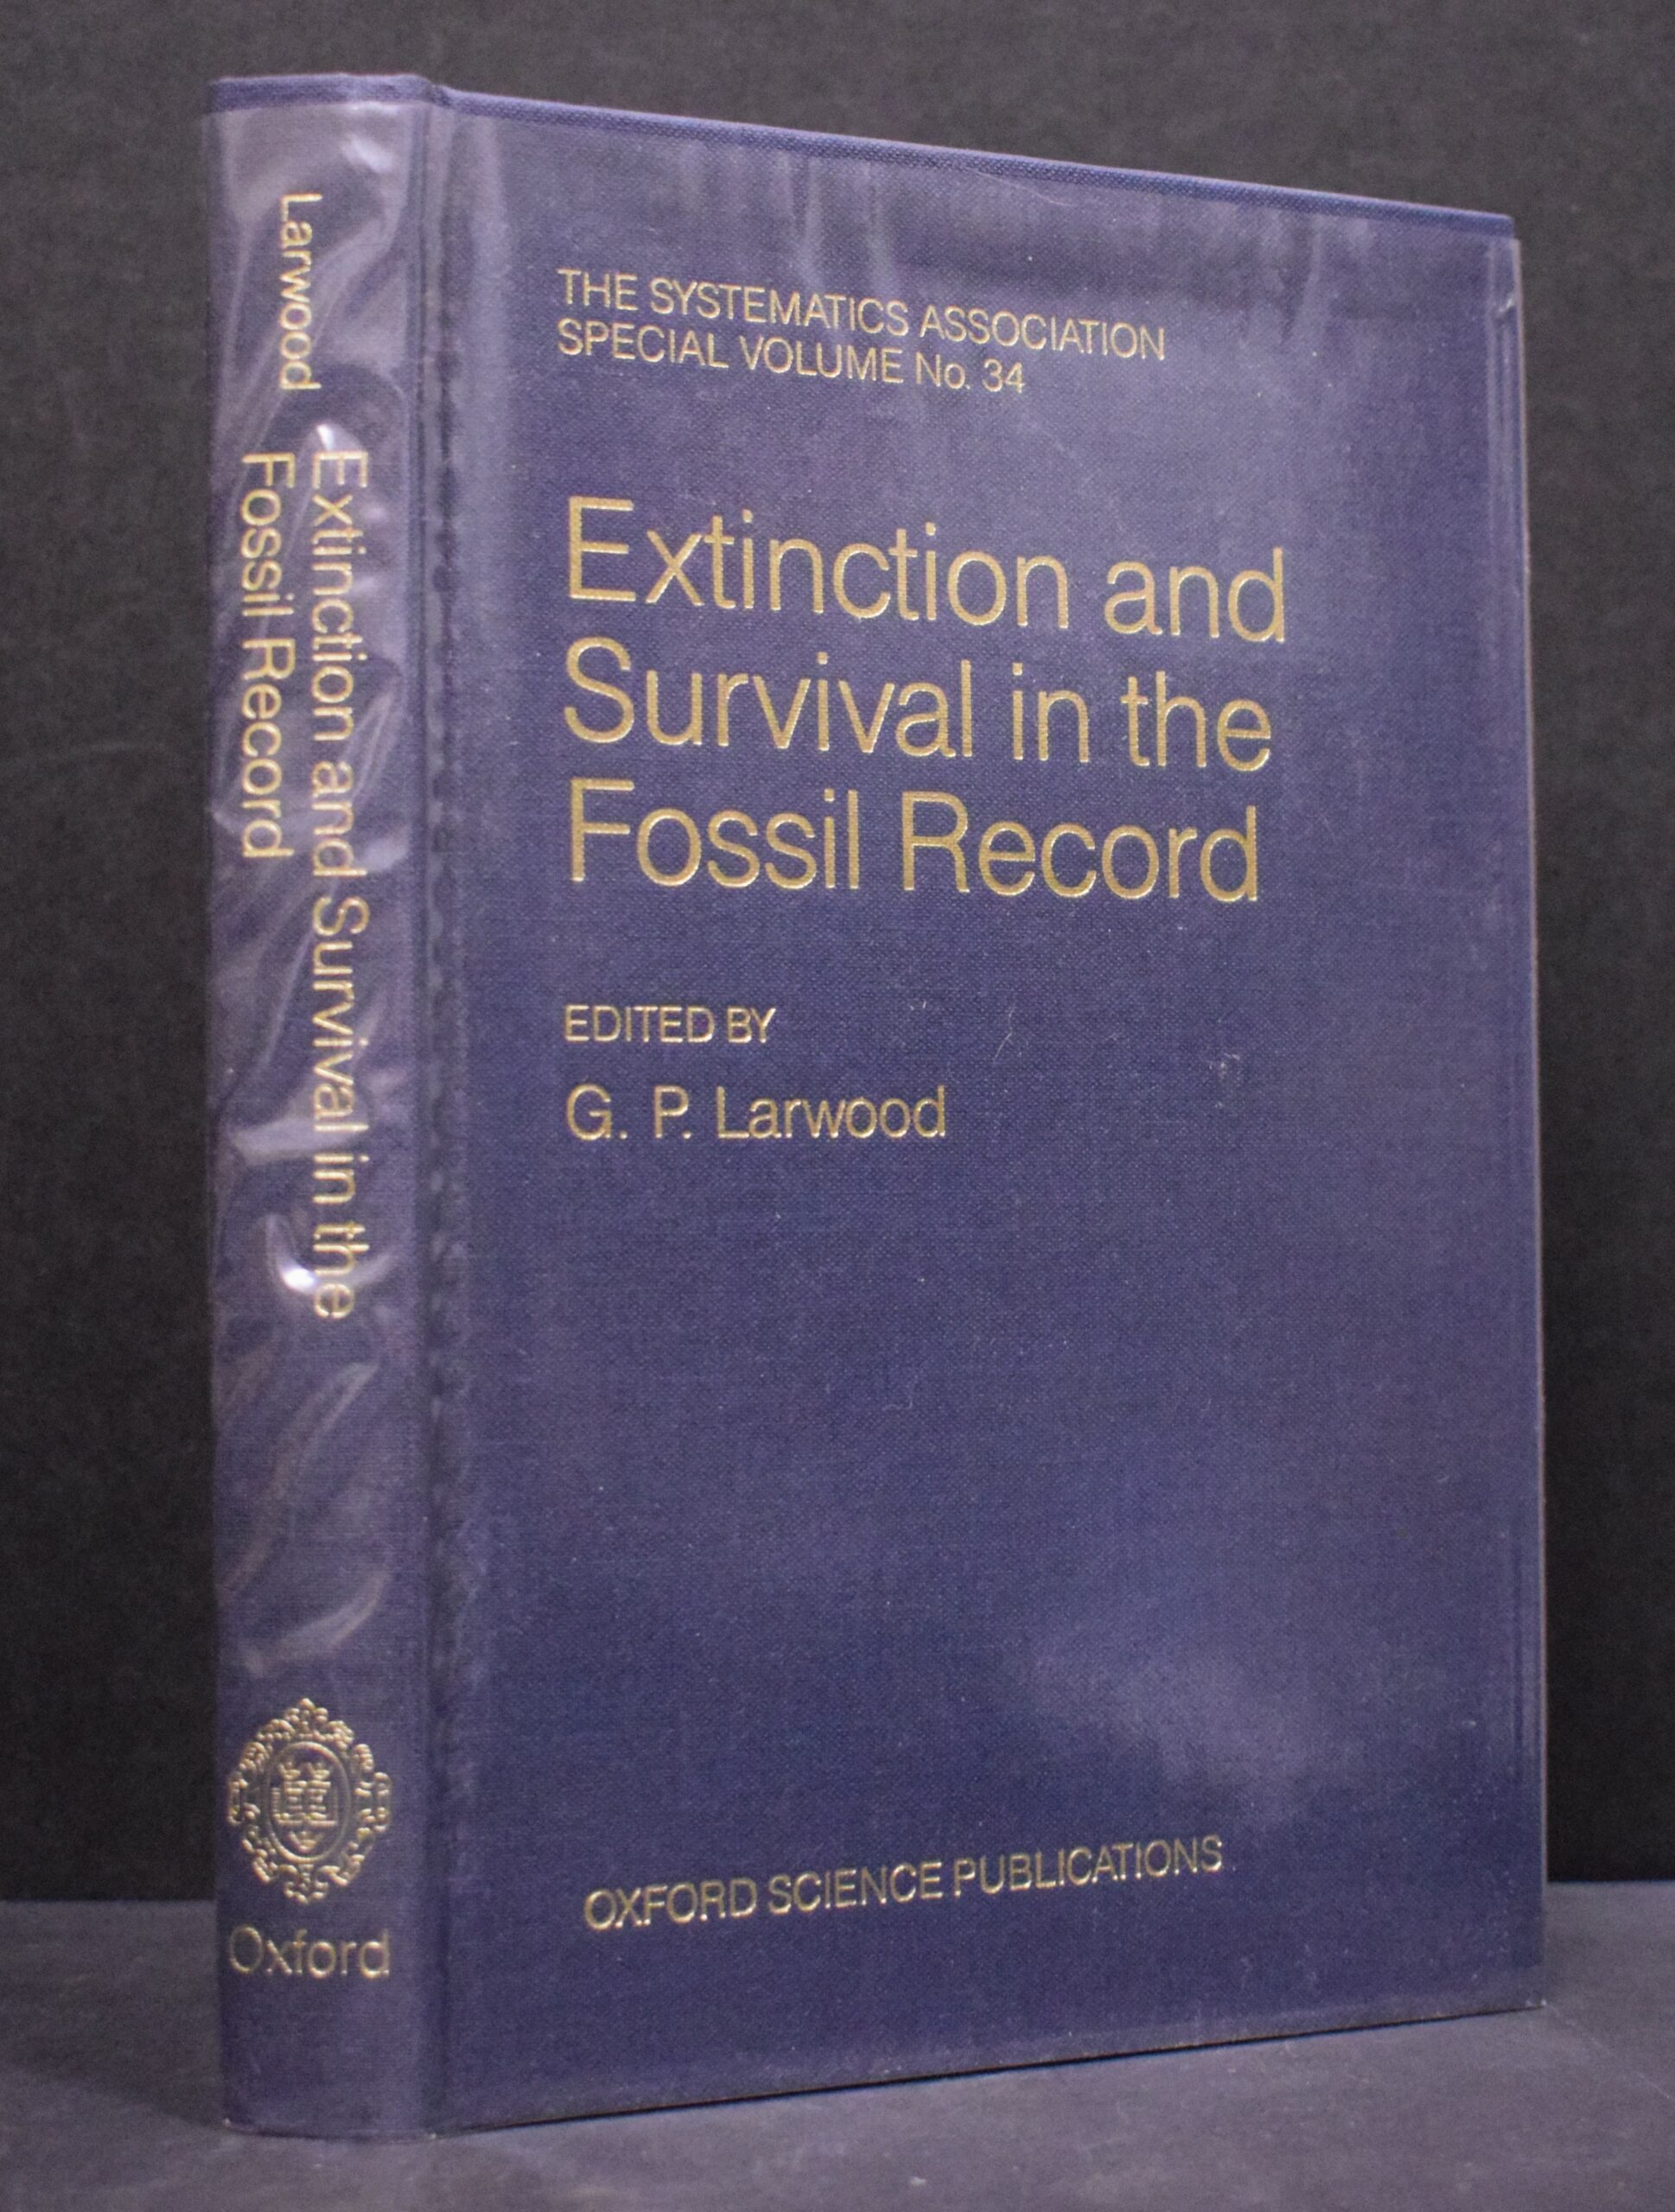 Larwood
Extinction and Survival in the
Fossil Record
Oxford
THE SYSTEMATICS ASSOCIATION
SPECIAL VOLUME No. 34
Extinction and
Survival in the
Fossil Record
EDITED BY
G. P. Larwood
OXFORD SCIENCE PUBLICATIONS